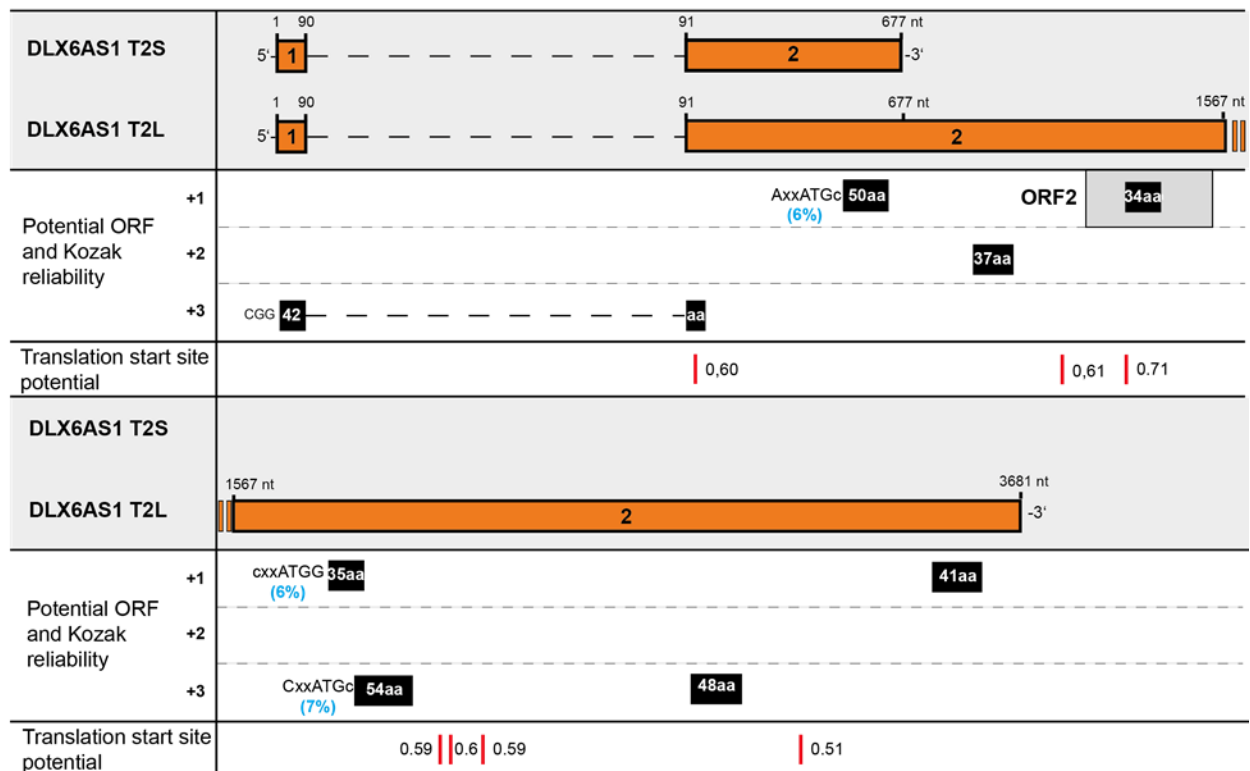 1 90 91 677 nt
DLX6AS1 T2S
5‘ 1 2 -3‘
1 90 91 677 nt 1567 nt
DLX6AS1 T2L
5‘ 1 2
+1 AxxATGc 50aa ORF2 34aa
(6%)
Potential ORF
and Kozak
reliability
+2 37aa
+3 CGG 42 aa
Translation start site
potential
0,60 0,61 0.71
DLX6AS1 T2S
1567 nt 3681 nt
DLX6AS1 T2L
2 -3‘
+1 cxxATGG 35aa 41aa
(6%)
Potential ORF
and Kozak
reliability
+2
+3 CxxATGc 54aa 48aa
(7%)
Translation start site
potential
0.59 0.6 0.59 0.51